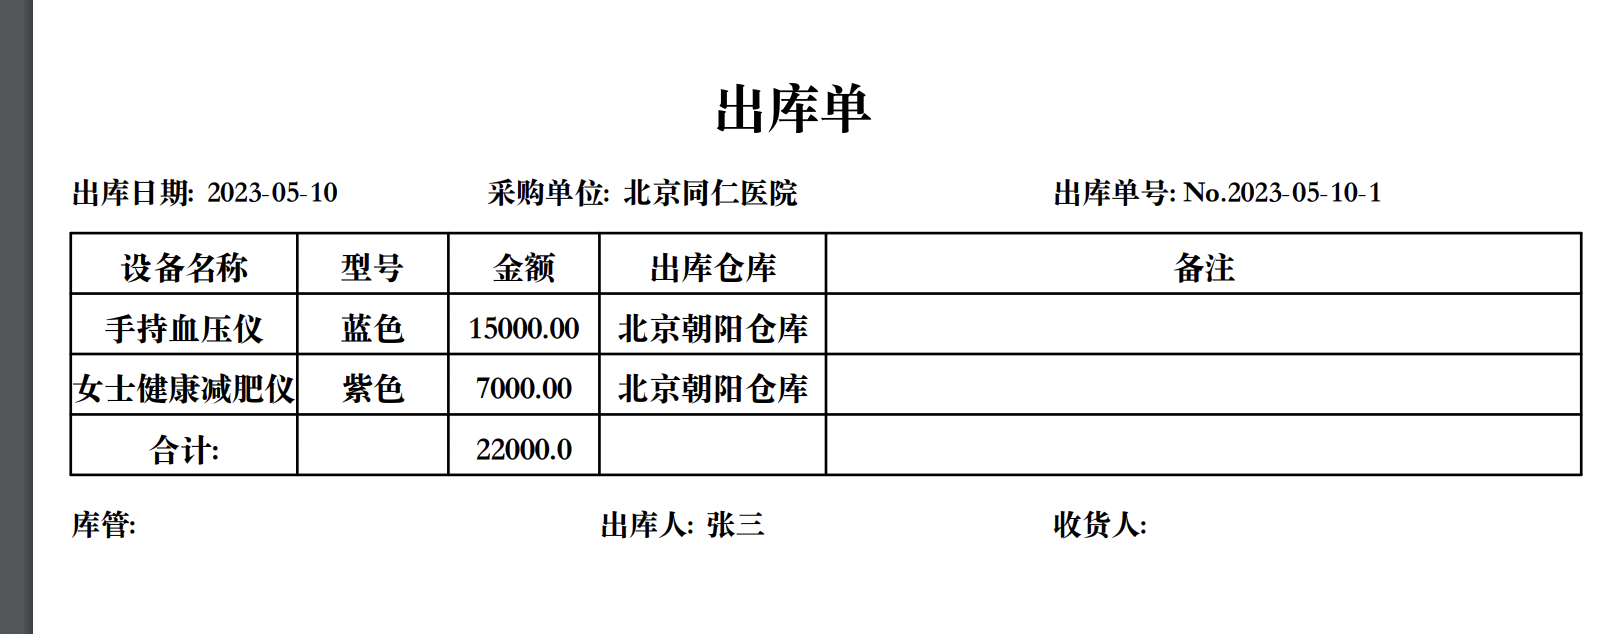 出库单
出库日期: 2023-05-10 采购单位: 北京同仁医院 出库单号: No.2023-05-10-1
设备名称 型号 金额 出库仓库 备注
手持血压仪 蓝色 15000.00 北京朝阳仓库
女士健康减肥仪 紫色 7000.00 北京朝阳仓库
合计: 22000.0
库管: 出库人: 张三 收货人: